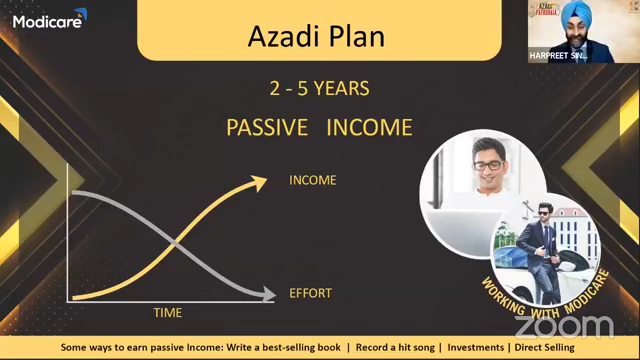 Modicare
Azadi Plan
AZADI
HARPREET SIN...
2 - 5 YEARS
PASSIVE INCOME
INCOME
EFFORT
TIME
WORKING WITH MODICARE
zoom
Some ways to earn passive Income: Write a best-selling book | Record a hit song | Investments | Direct Selling